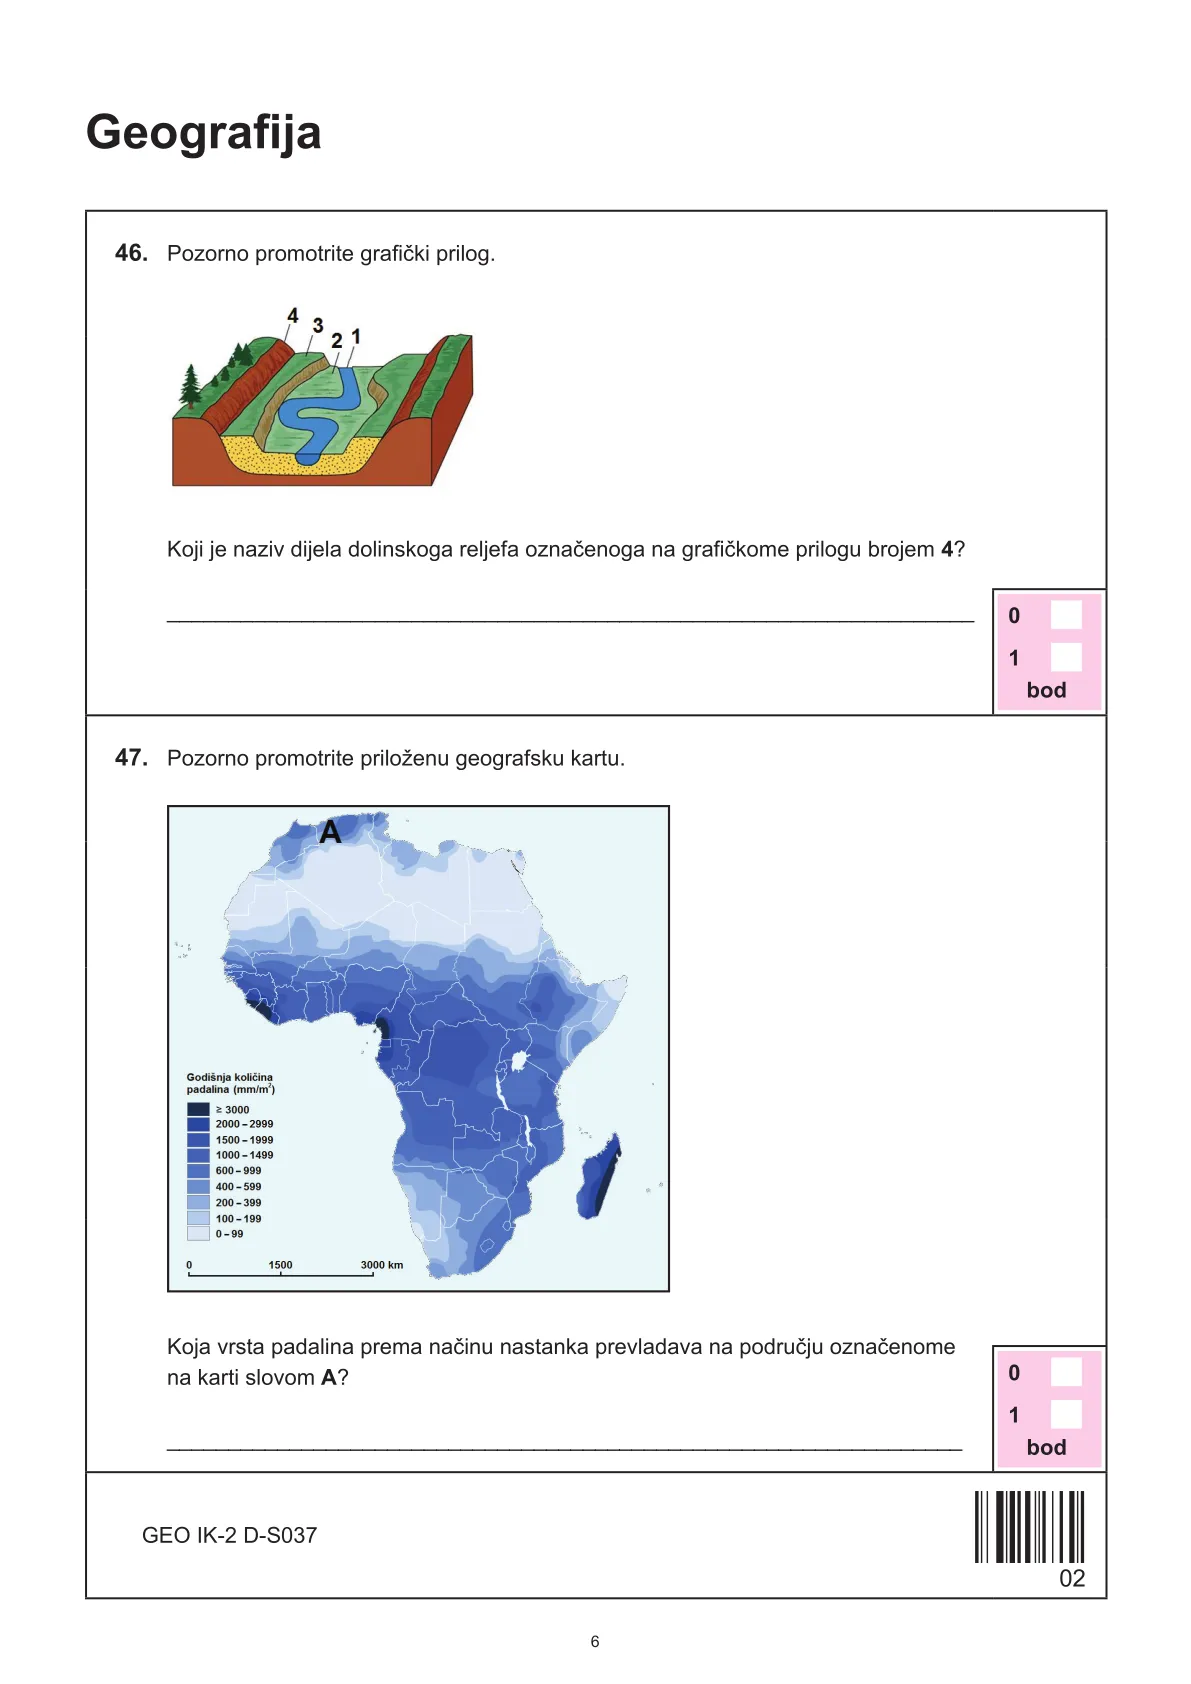 Geografija
46. Pozorno promotrite grafički prilog.
4
3
2 1
Koji je naziv dijela dolinskoga reljefa označenoga na grafičkome prilogu brojem 4?
0
1
bod
47. Pozorno promotrite priloženu geografsku kartu.
A
Godišnja količina
padalina (mm/m²)
≥ 3000
2000 – 2999
1500 – 1999
1000 – 1499
600 – 999
400 – 599
200 – 399
100 – 199
0 – 99
0 1500 3000 km
Koja vrsta padalina prema načinu nastanka prevladava na području označenome
na karti slovom A?
0
1
bod
GEO IK-2 D-S037
02
6